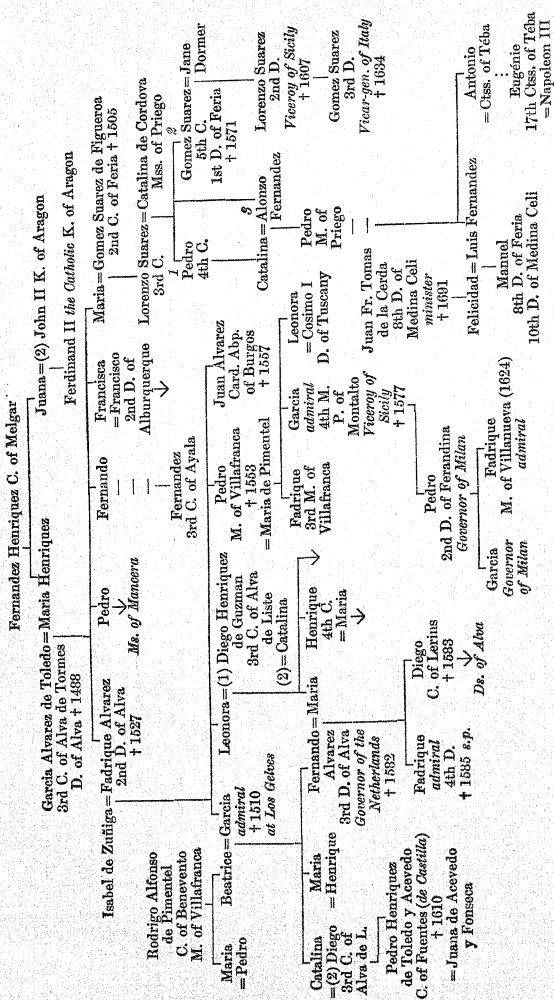 Fernandez Henriquez C. of Melgar
Garcia Alvarez de Toledo = Maria Henriquez
3rd C. of Alva de Tormes
D. of Alva † 1488
Juana = (2) John II K. of Aragon
Ferdinand II the Catholic K. of Aragon
Isabel de Zuñiga = Fadrique Alvarez
2nd D. of Alva
† 1527
Pedro
Ms. of Mancera
Fernando
Fernandez
3rd C. of Ayala
Francisca
= Francisco
2nd D. of
Alburquerque
Maria = Gomez Suarez de Figueroa
2nd C. of Feria † 1505
Lorenzo Suarez = Catalina de Cordova
3rd C.
Mss. of Priego
Rodrigo Alfonso
de Pimentel
C. of Benevento
M. of Villafranca
Maria
= Pedro
Beatrice = Garcia
admiral
† 1510
at Los Gelves
Leonora = (1) Diego Henriquez
de Guzman
3rd C. of Alva
de Liste
(2) = Catalina
Pedro
M. of Villafranca
† 1553
= Maria de Pimentel
Juan Alvarez
Card. Abp.
of Burgos
† 1557
1
Pedro
4th C.
2
Gomez Suarez = Jane
5th C.
Dormer
1st D. of Feria
† 1571
3
Catalina = Alonzo
Fernandez
Lorenzo Suarez
2nd D.
Viceroy of Sicily
† 1607
Catalina
= (2) Diego
3rd C. of
Alva de L.
Maria
= Henrique
Fernando = Maria
Alvarez
3rd D. of Alva
Governor of the
Netherlands
† 1582
Henrique
4th C.
= Maria
Fadrique
3rd M. of
Villafranca
Garcia
admiral
4th M.
P. of
Montalto
Viceroy of
Sicily
† 1577
Leonora
= Cosimo I
D. of Tuscany
Pedro
M. of
Priego
Gomez Suarez
3rd D.
Vicar-gen. of Italy
† 1634
Pedro Henriquez
de Toledo y Acevedo
C. of Fuentes (de Castilla)
† 1610
= Juana de Acevedo
y Fonseca
Fadrique
admiral
4th D.
† 1585 s.p.
Diego
C. of Lerius
† 1583
Ds. of Alva
Pedro
2nd D. of Ferandina
Governor of Milan
Juan Fr. Tomas
de la Cerda
8th D. of
Medina Celi
minister
† 1691
Garcia
Governor
of Milan
Fadrique
M. of Villanueva (1624)
admiral
Felicidad = Luis Fernandez
Antonio
= Ctss. of Téba
Manuel
8th D. of Feria
10th D. of Medina Celi
Eugénie
17th Ctss. of Téba
= Napoleon III